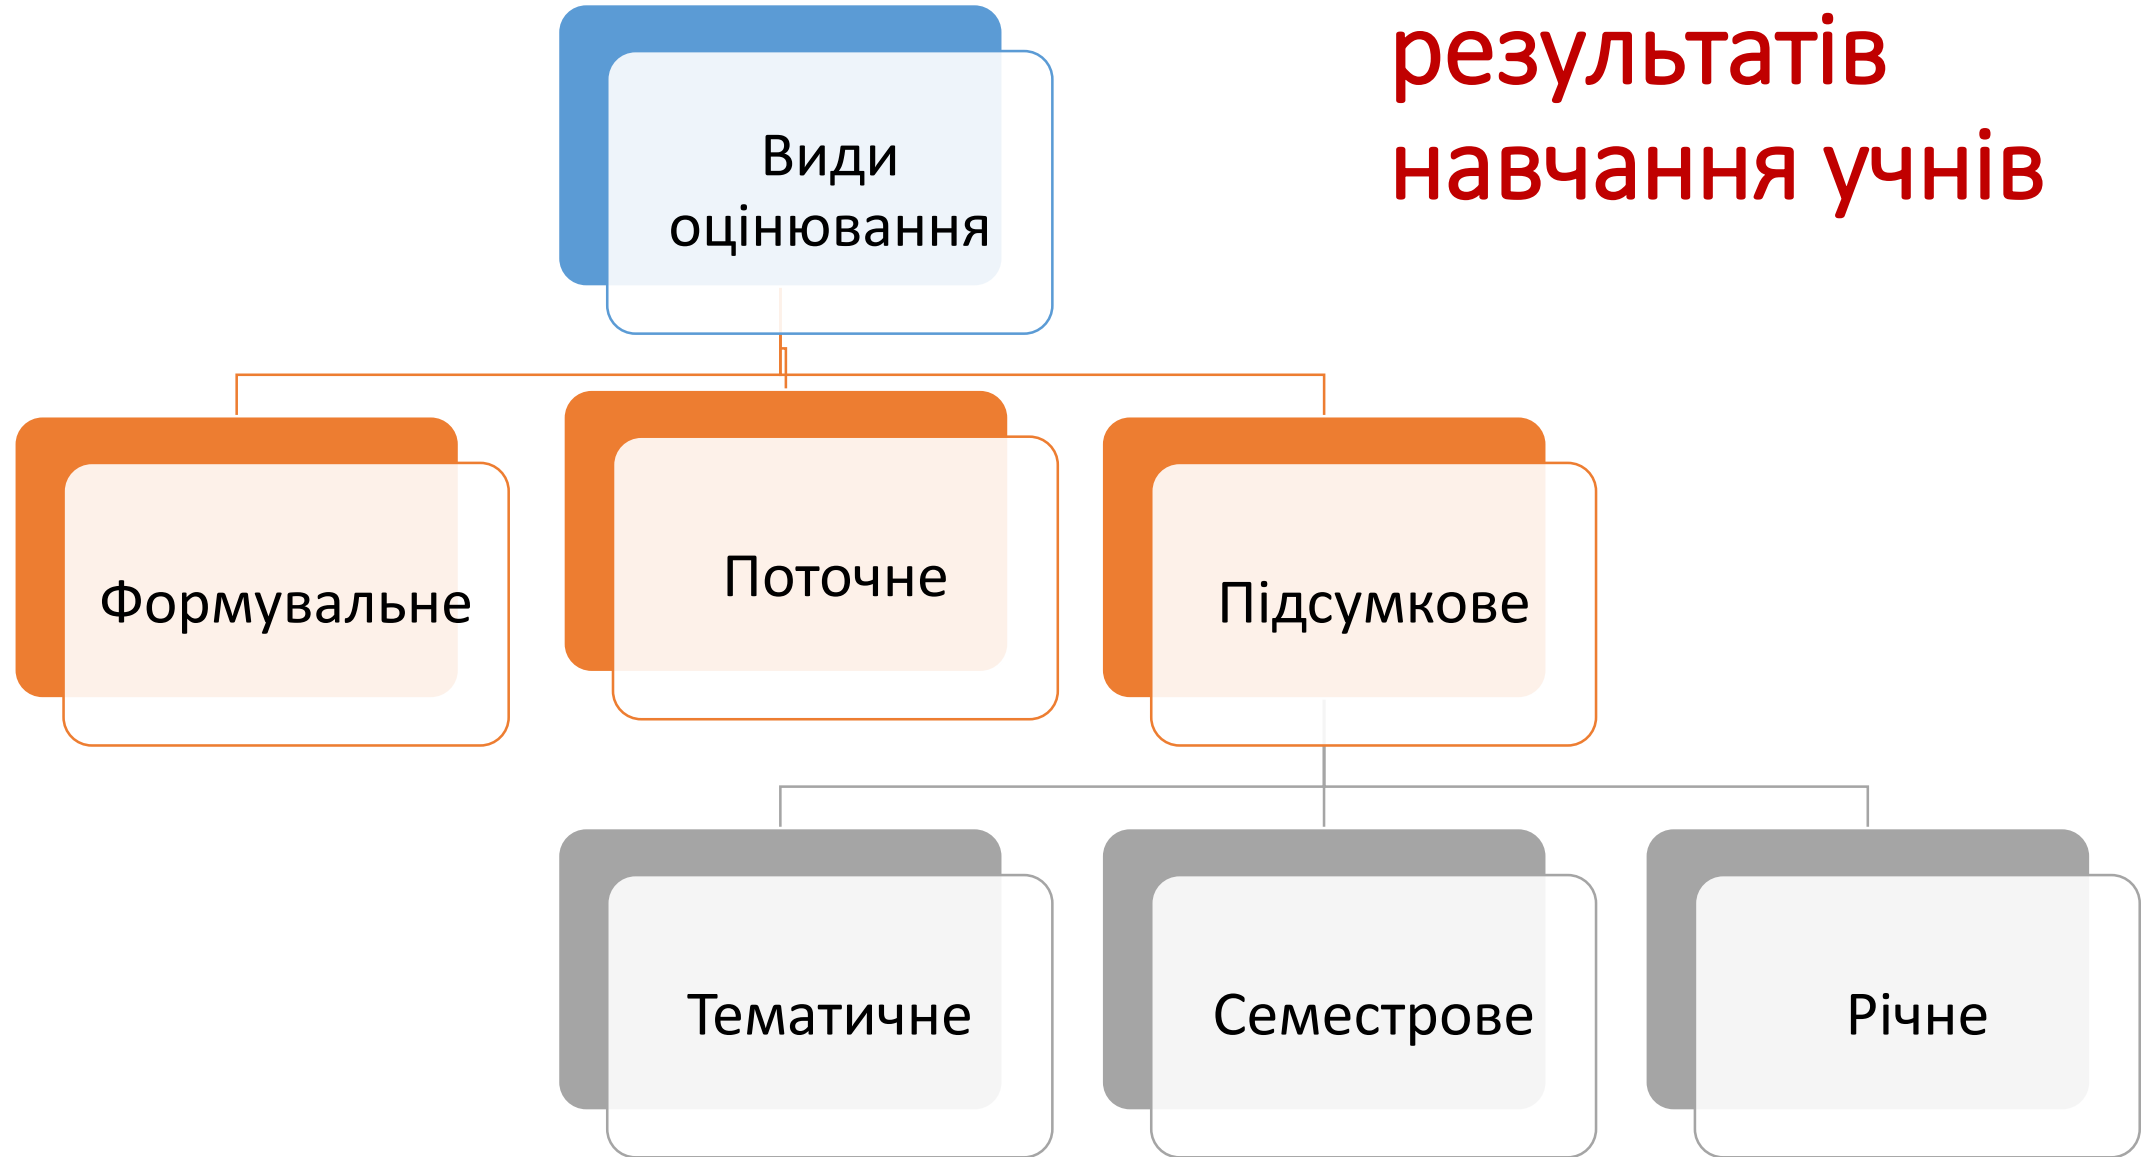 результатів
навчання учнів
Види
оцінювання
Формувальне
Поточне
Підсумкове
Тематичне
Семестрове
Річне